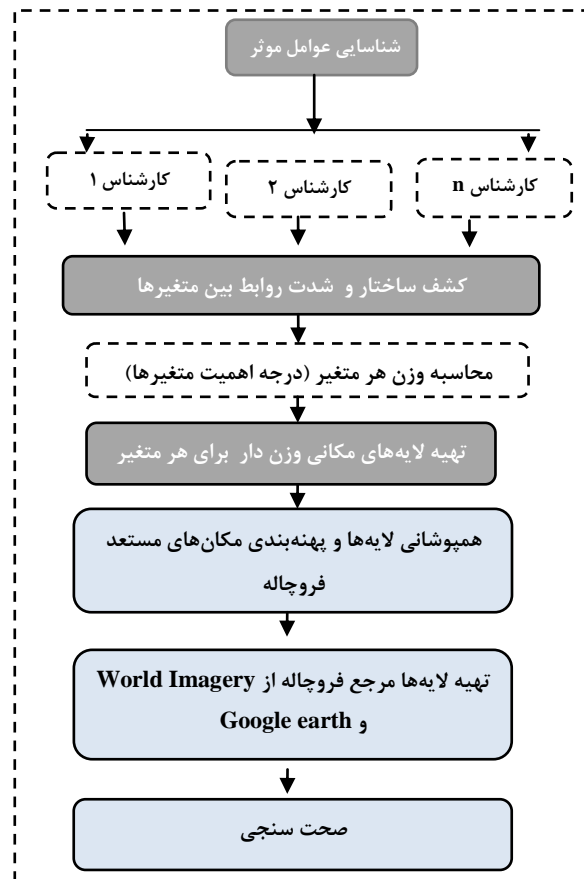 شناسایی عوامل موثر
کارشناس ۱
کارشناس ۲
کارشناس n
کشف ساختار و شدت روابط بین متغیرها
محاسبه وزن هر متغیر (درجه اهمیت متغیرها)
تهیه لایه‌های مکانی وزن دار برای هر متغیر
همپوشانی لایه‌ها و پهنه‌بندی مکان‌های مستعد
فروچاله
تهیه لایه‌ها مرجع فروچاله از World Imagery
و Google earth
صحت سنجی